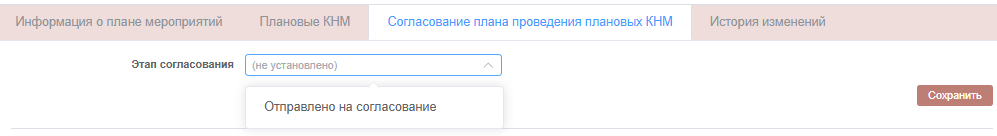 Информация о плане мероприятий
Плановые КНМ
Согласование плана проведения плановых КНМ
История изменений
Этап согласования
(не установлено)
Отправлено на согласование
Сохранить